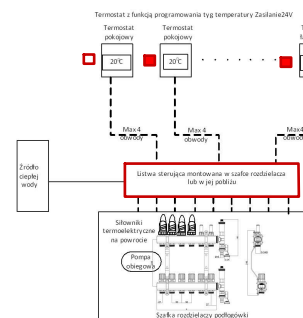 Termostat z funkcją programowania tyg temperatury Zasilanie24V
Termostat
pokojowy
Termostat
pokojowy
20°C
20°C
Max 4
obwody
Max 4
obwody
Max 4
obwody
Źródło
ciepłej
wody
Listwa sterująca montowana w szafce rozdzielacza
lub w jej pobliżu
Siłowniki
termoelektryczne
na powrocie
Pompa
obiegowa
Szafka rozdzielaczy podłogówki